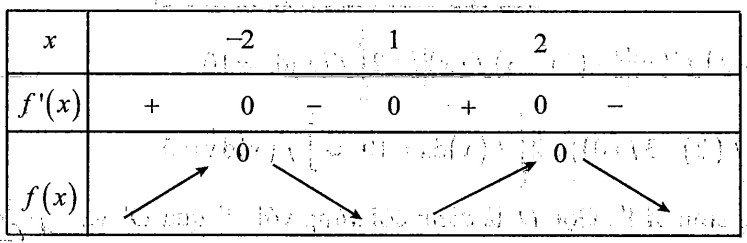 x −2 1 2
f'(x) + 0 − 0 + 0 −
0 0
f(x)